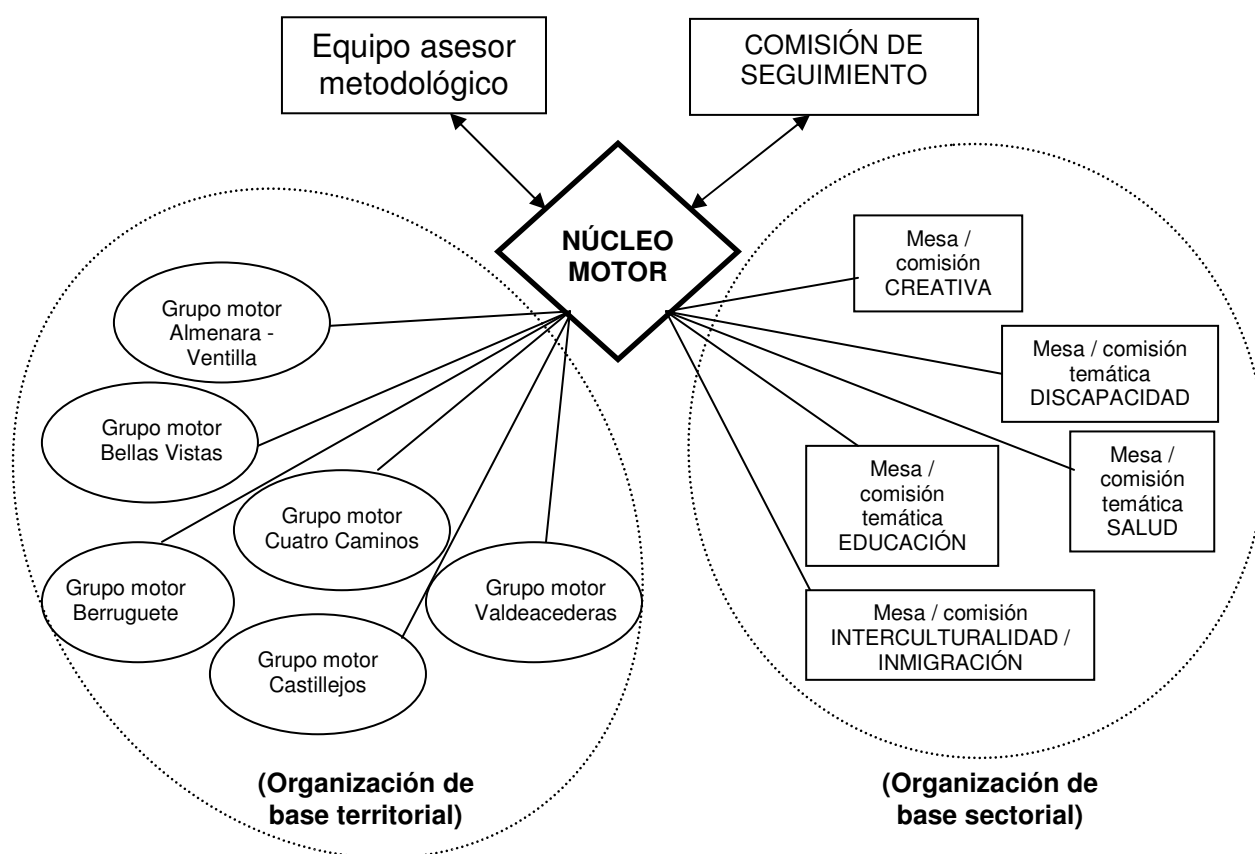 Equipo asesor
metodológico
COMISIÓN DE
SEGUIMIENTO
NÚCLEO
MOTOR
Grupo motor
Almenara -
Ventilla
Grupo motor
Bellas Vistas
Grupo motor
Cuatro Caminos
Grupo motor
Berruguete
Grupo motor
Valdeacederas
Grupo motor
Castillejos
(Organización de
base territorial)
Mesa /
comisión
CREATIVA
Mesa / comisión
temática
DISCAPACIDAD
Mesa /
comisión
temática
SALUD
Mesa /
comisión
temática
EDUCACIÓN
Mesa / comisión
INTERCULTURALIDAD /
INMIGRACIÓN
(Organización de
base sectorial)